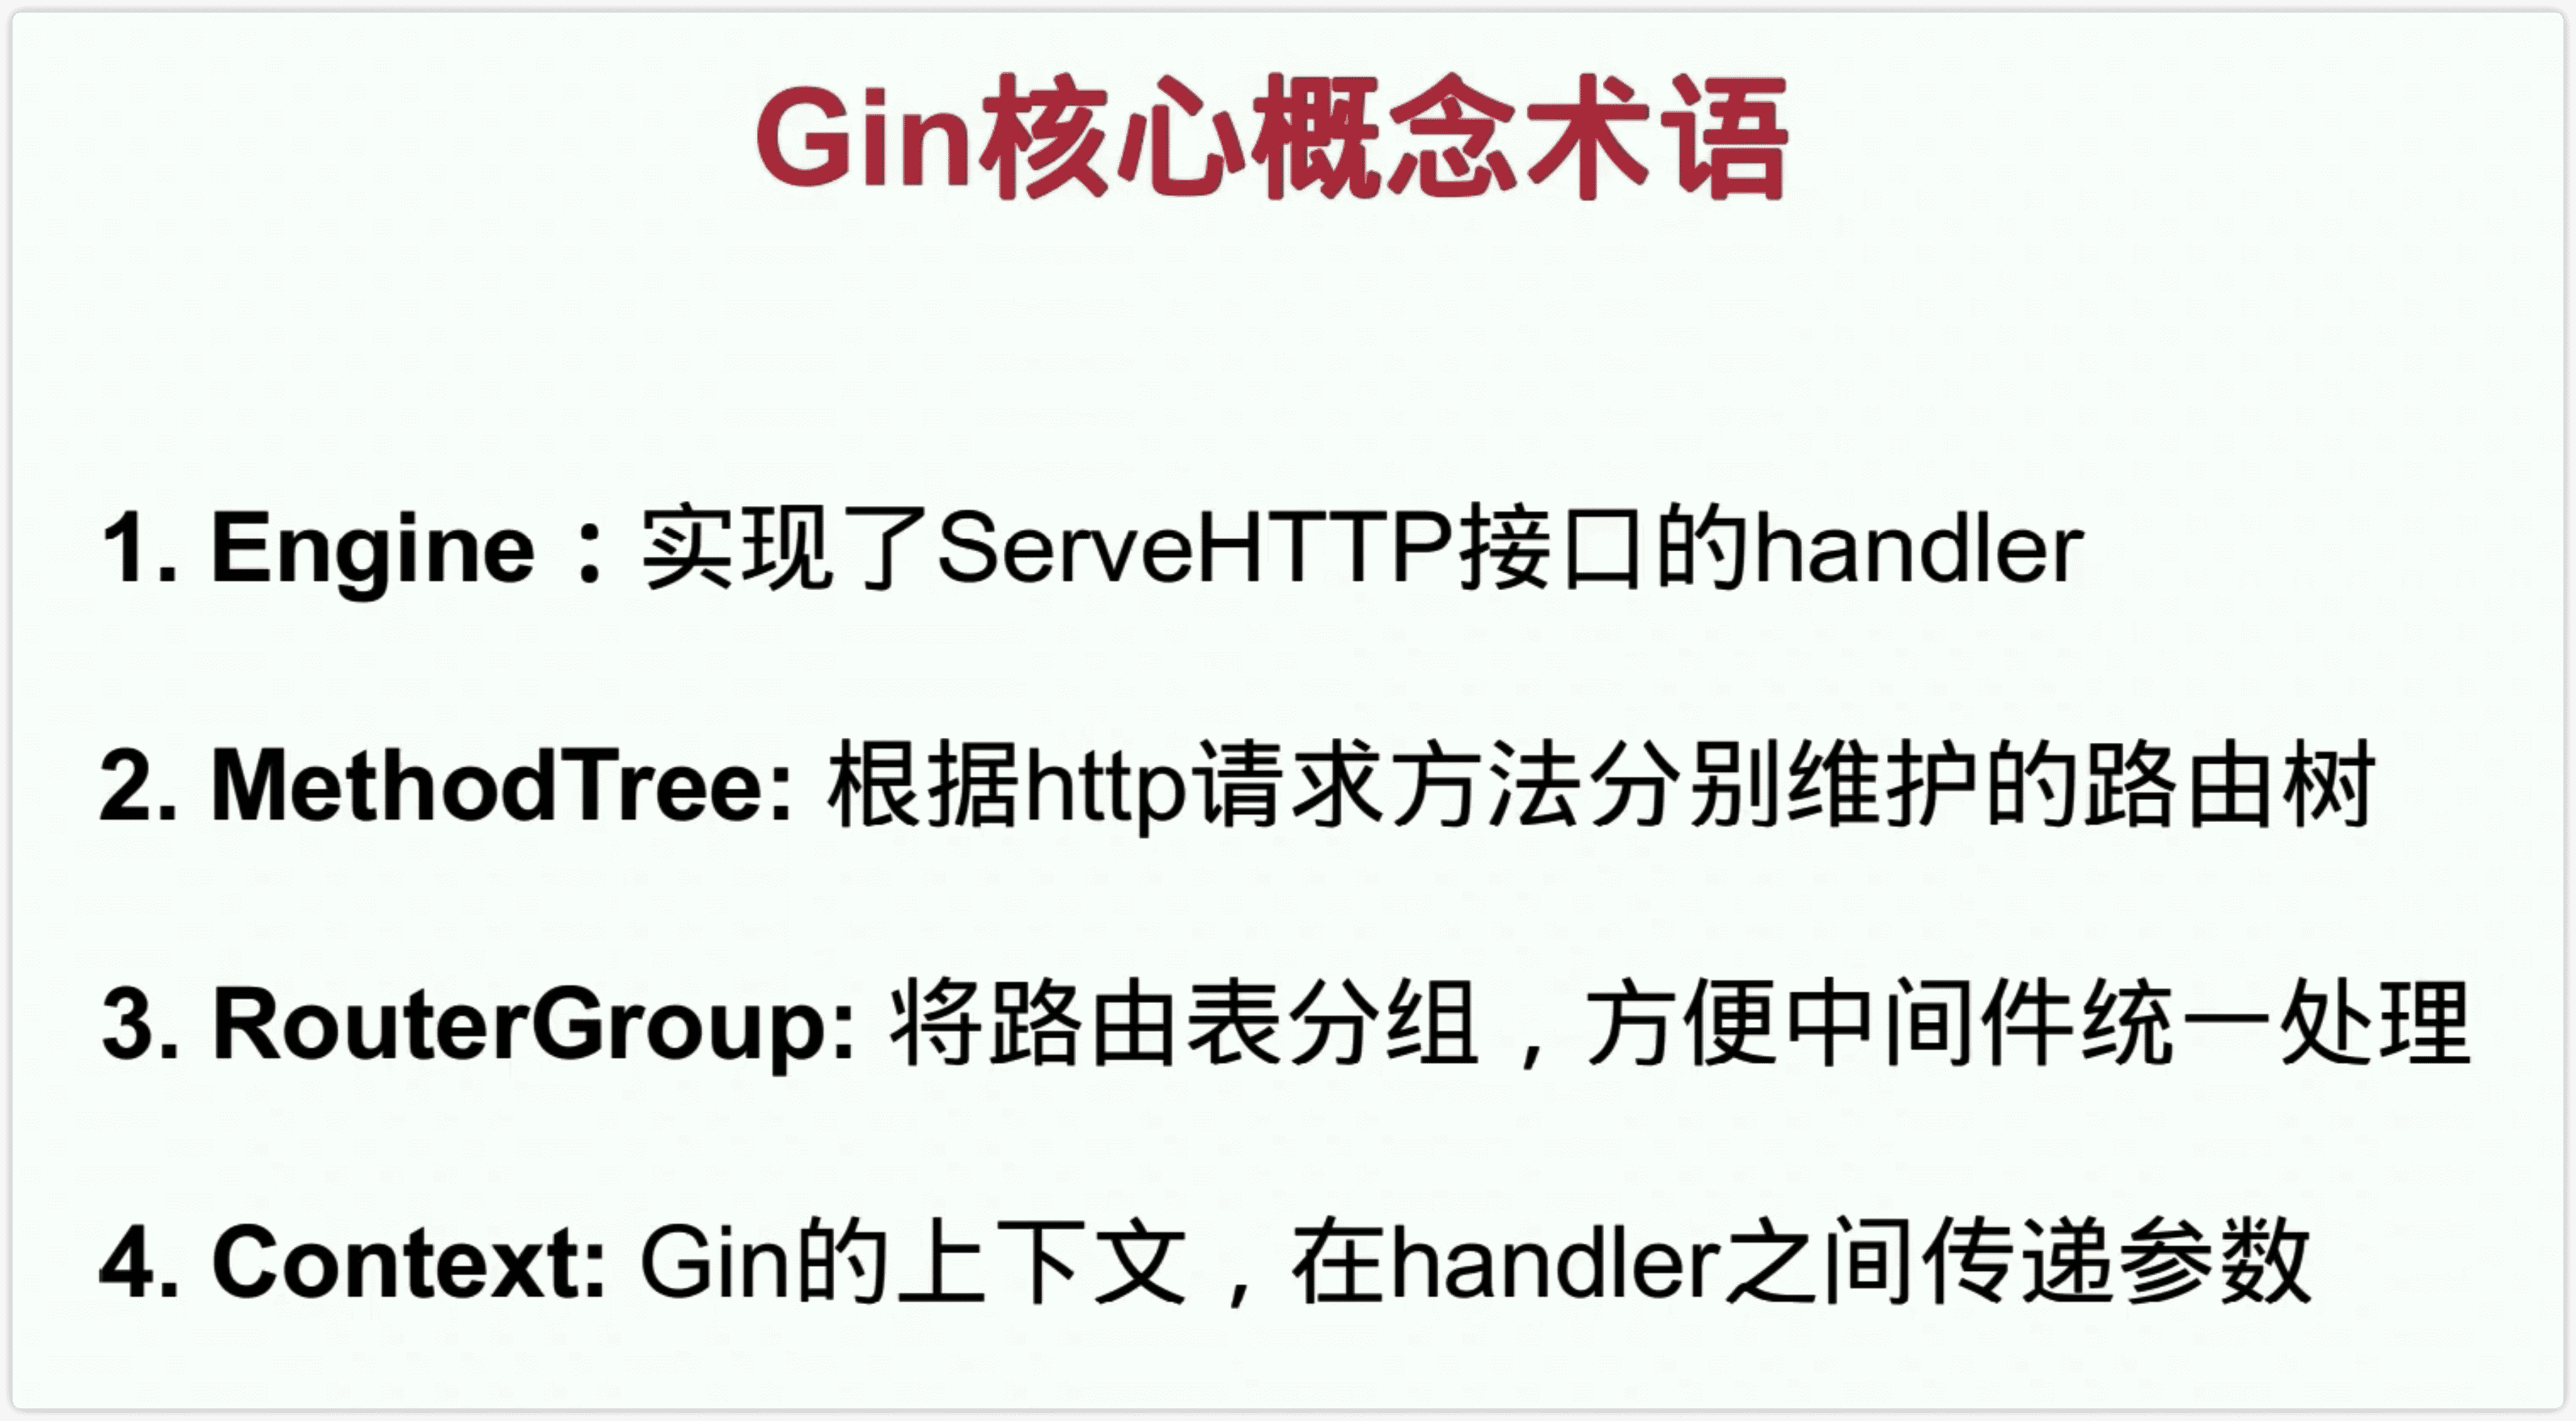 Gin核心概念术语
1. Engine：实现了ServeHTTP接口的handler
2. MethodTree: 根据http请求方法分别维护的路由树
3. RouterGroup: 将路由表分组，方便中间件统一处理
4. Context: Gin的上下文，在handler之间传递参数